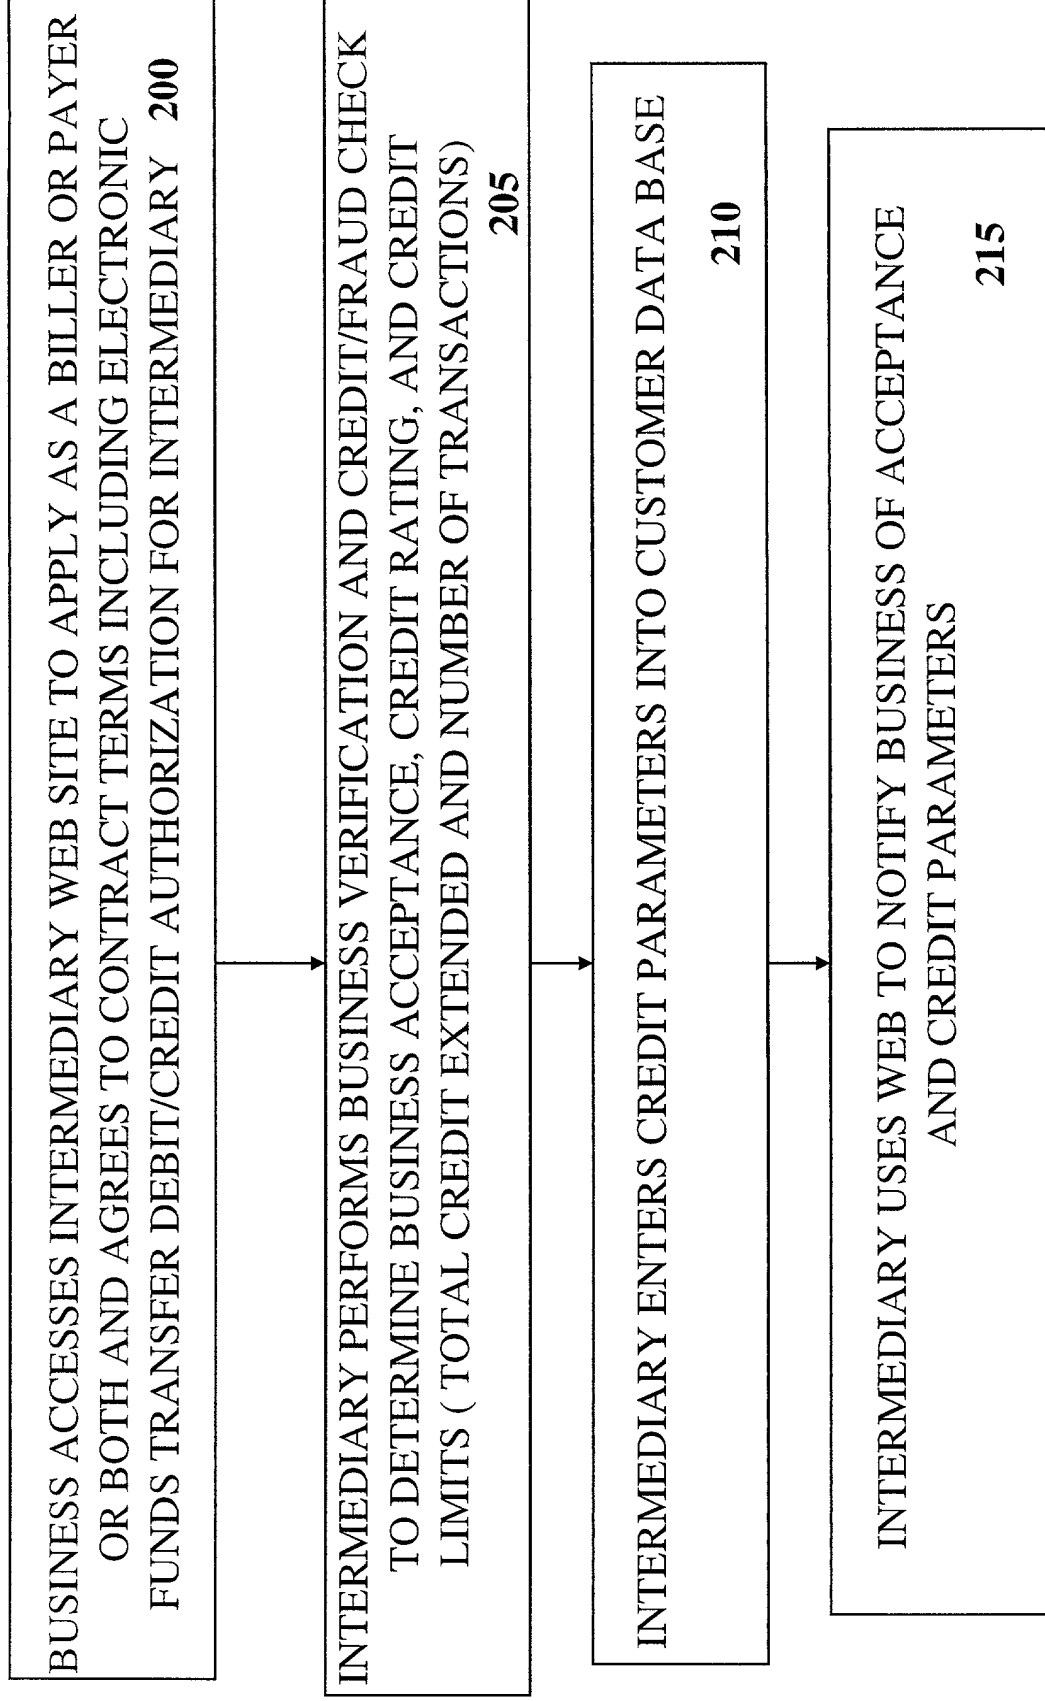 BUSINESS ACCESSES INTERMEDIARY WEB SITE TO APPLY AS A BILLER OR PAYER
OR BOTH AND AGREES TO CONTRACT TERMS INCLUDING ELECTRONIC
FUNDS TRANSFER DEBIT/CREDIT AUTHORIZATION FOR INTERMEDIARY 200
INTERMEDIARY PERFORMS BUSINESS VERIFICATION AND CREDIT/FRAUD CHECK
TO DETERMINE BUSINESS ACCEPTANCE, CREDIT RATING, AND CREDIT
LIMITS ( TOTAL CREDIT EXTENDED AND NUMBER OF TRANSACTIONS)
205
INTERMEDIARY ENTERS CREDIT PARAMETERS INTO CUSTOMER DATA BASE
210
INTERMEDIARY USES WEB TO NOTIFY BUSINESS OF ACCEPTANCE
AND CREDIT PARAMETERS
215